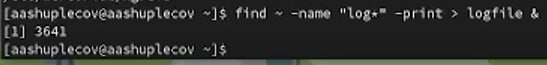 [aashuplecov@aashuplecov ~]$ find ~ -name "log*" -print > logfile &
[1] 3641
[aashuplecov@aashuplecov ~]$